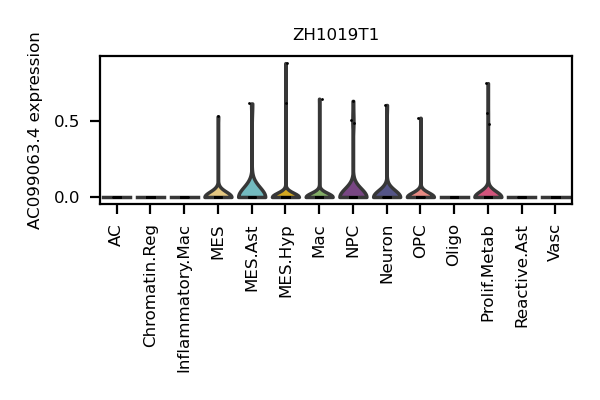 ZH1019T1
AC099063.4 expression
0.5
0.0
AC
Chromatin.Reg
Inflammatory.Mac
MES
MES.Ast
MES.Hyp
Mac
NPC
Neuron
OPC
Oligo
Prolif.Metab
Reactive.Ast
Vasc